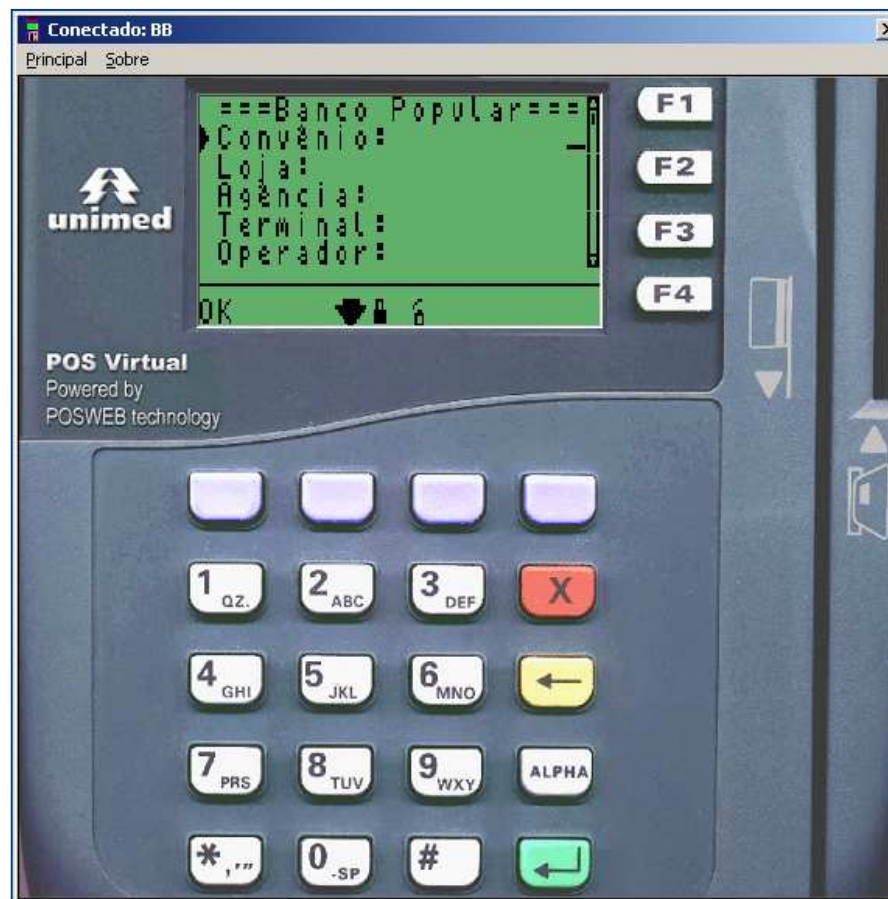 Conectado: BB
Principal Sobre
===Banco Popular===
Convênio:
Loja:
Agência:
Terminal:
Operador:
OK
unimed
F1
F2
F3
F4
POS Virtual
Powered by
POSWEB technology
1 QZ. 2 ABC 3 DEF X
4 GHI 5 JKL 6 MNO
7 PRS 8 TUV 9 WXY ALPHA
*,'" 0 -SP #